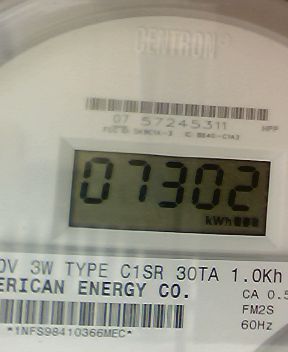 CENTRON®
07 57245311
HPP
07302
kWh
0V 3W TYPE C1SR 30TA 1.0Kh
ERICAN ENERGY CO.
CA 0.5
FM2S
60Hz
*1NFS98410366MEC*